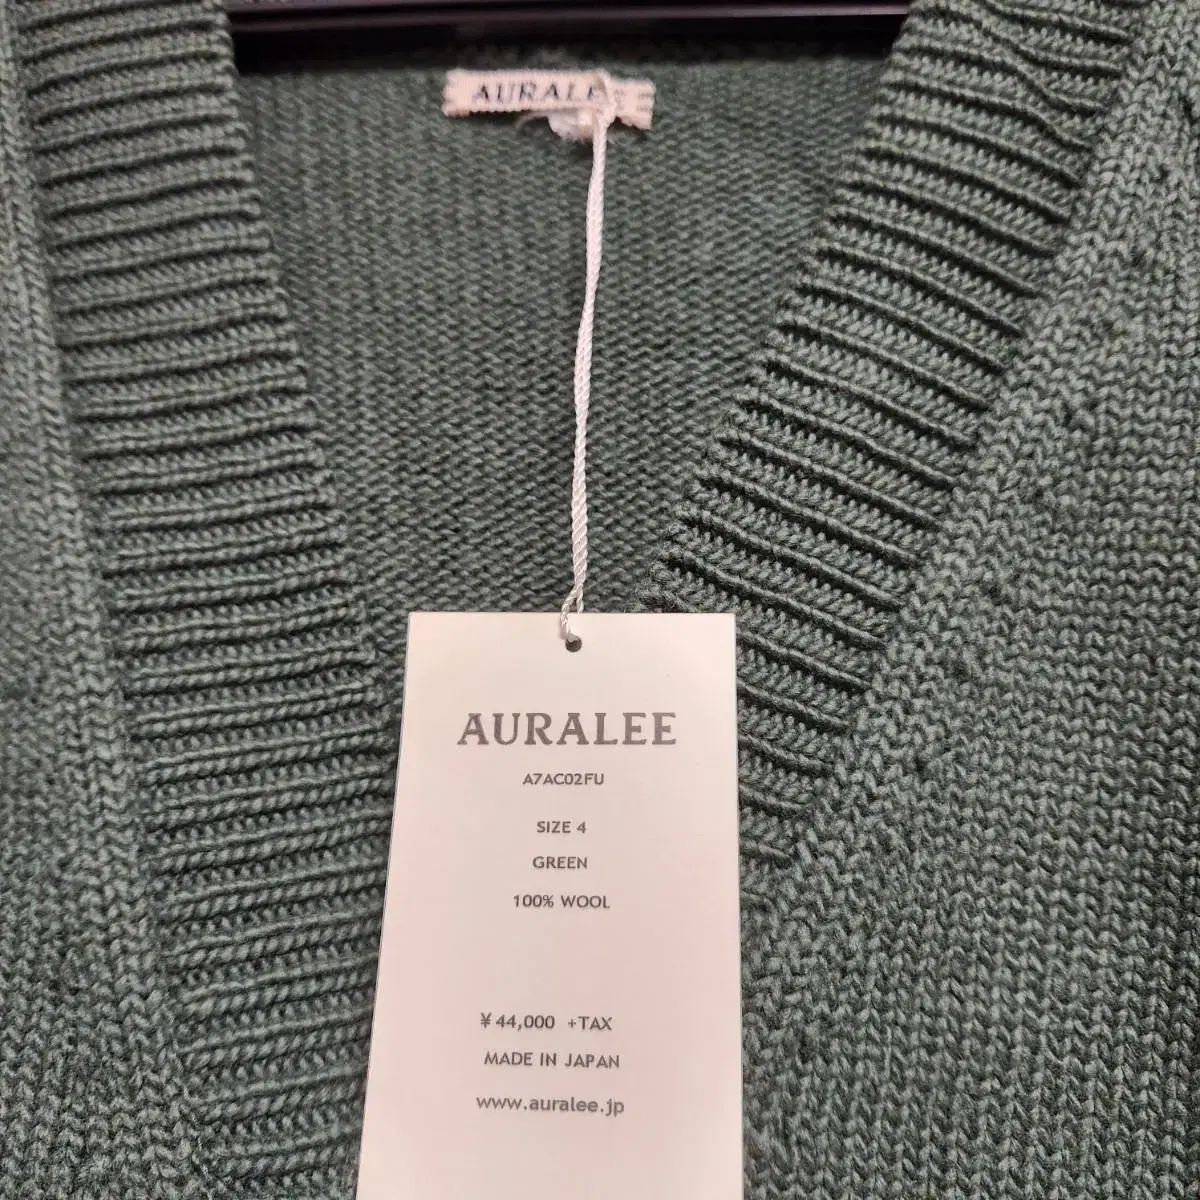 AURALEE
AURALEE
A7AC02FU
SIZE 4
GREEN
100% WOOL
¥44,000 +TAX
MADE IN JAPAN
www.auralee.jp